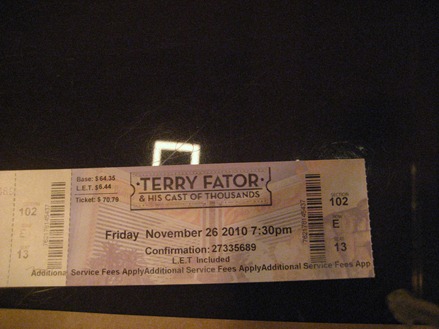 Base: $ 64.35
L.E.T. $6.44
Ticket: $ 70.79
TERRY FATOR
& HIS CAST OF THOUSANDS
Friday November 26 2010 7:30pm
Confirmation: 27335689
L.E.T Included
Additional Service Fees ApplyAdditional Service Fees ApplyAdditional Service Fees App
SECTION
102
E
13
102
E
13